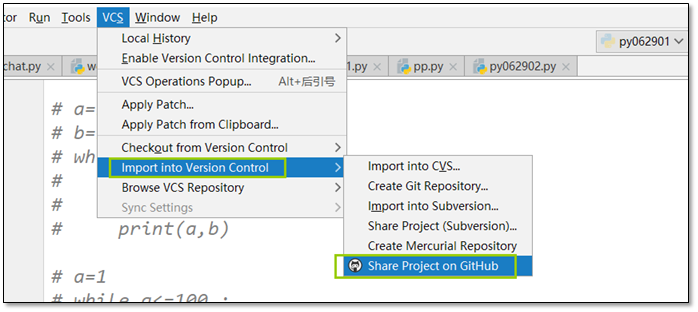 tor Run Tools VCS Window Help
py062901
chat.py
1.py pp.py py062902.py
Local History
Enable Version Control Integration...
VCS Operations Popup... Alt+后引号
Apply Patch...
Apply Patch from Clipboard...
Checkout from Version Control
Import into Version Control
Browse VCS Repository
Sync Settings
Import into CVS...
Create Git Repository...
Import into Subversion...
Share Project (Subversion)...
Create Mercurial Repository
Share Project on GitHub
# a=
# b=
# wh
#
#
# print(a,b)
# a=1
# while a<=100 :